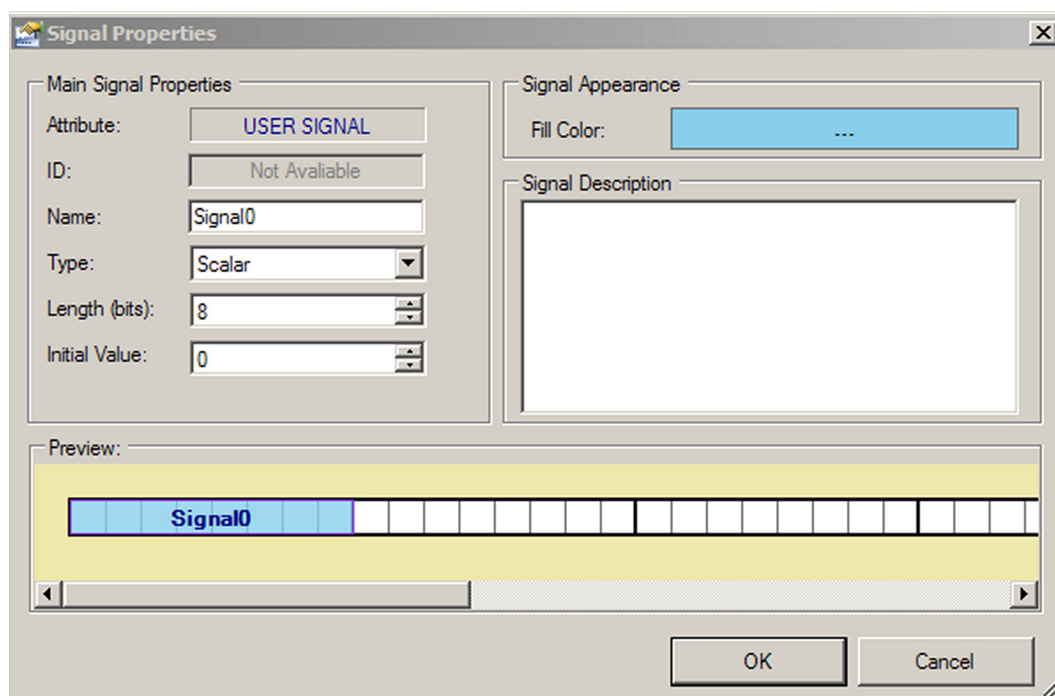 Signal Properties
Main Signal Properties
Attribute:
USER SIGNAL
ID:
Not Avaliable
Name:
Signal0
Type:
Scalar
Length (bits):
8
Initial Value:
0
Signal Appearance
Fill Color:
---
Signal Description
Preview:
Signal0
OK
Cancel